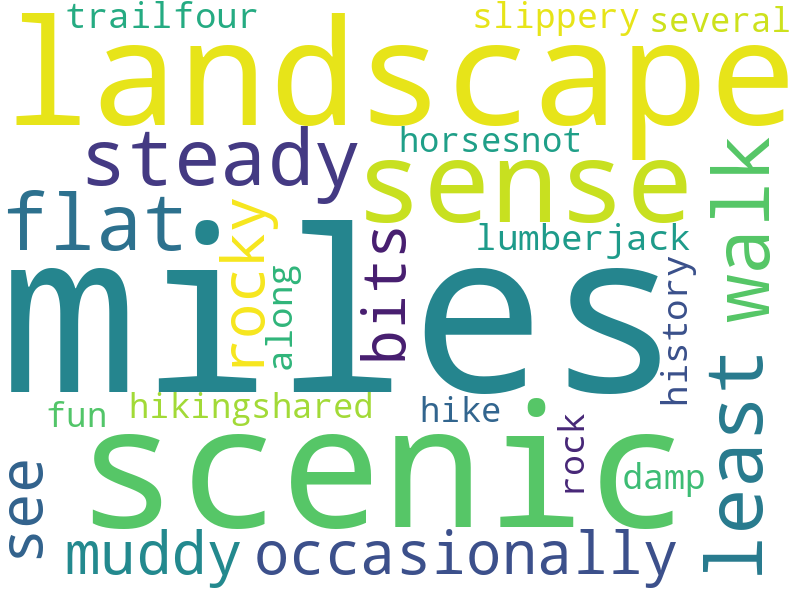 trailfour
slippery
several
landscape
steady
horsesnot
sense
walk
flat
rocky
bits
lumberjack
miles
along
history
least
fun
hikingshared
hike
scenic
rock
see
damp
muddy
occasionally